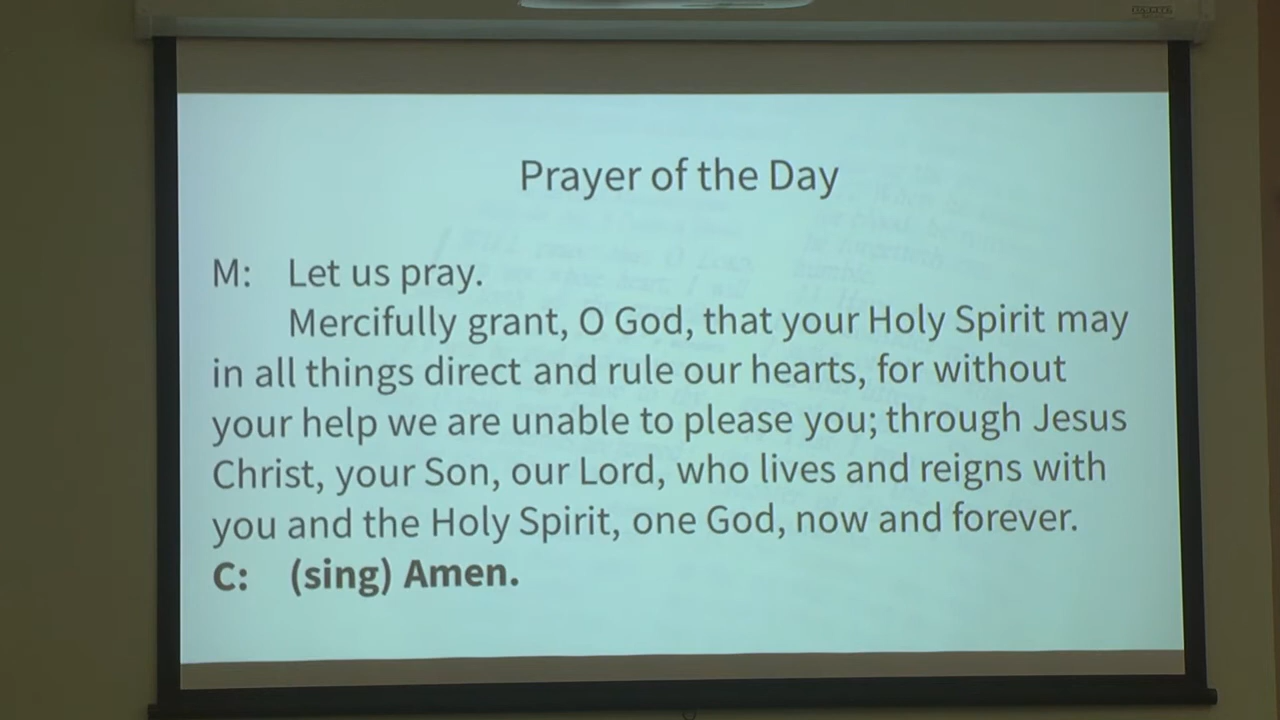 Prayer of the Day
M: Let us pray.
Mercifully grant, O God, that your Holy Spirit may
in all things direct and rule our hearts, for without
your help we are unable to please you; through Jesus
Christ, your Son, our Lord, who lives and reigns with
you and the Holy Spirit, one God, now and forever.
C: (sing) Amen.